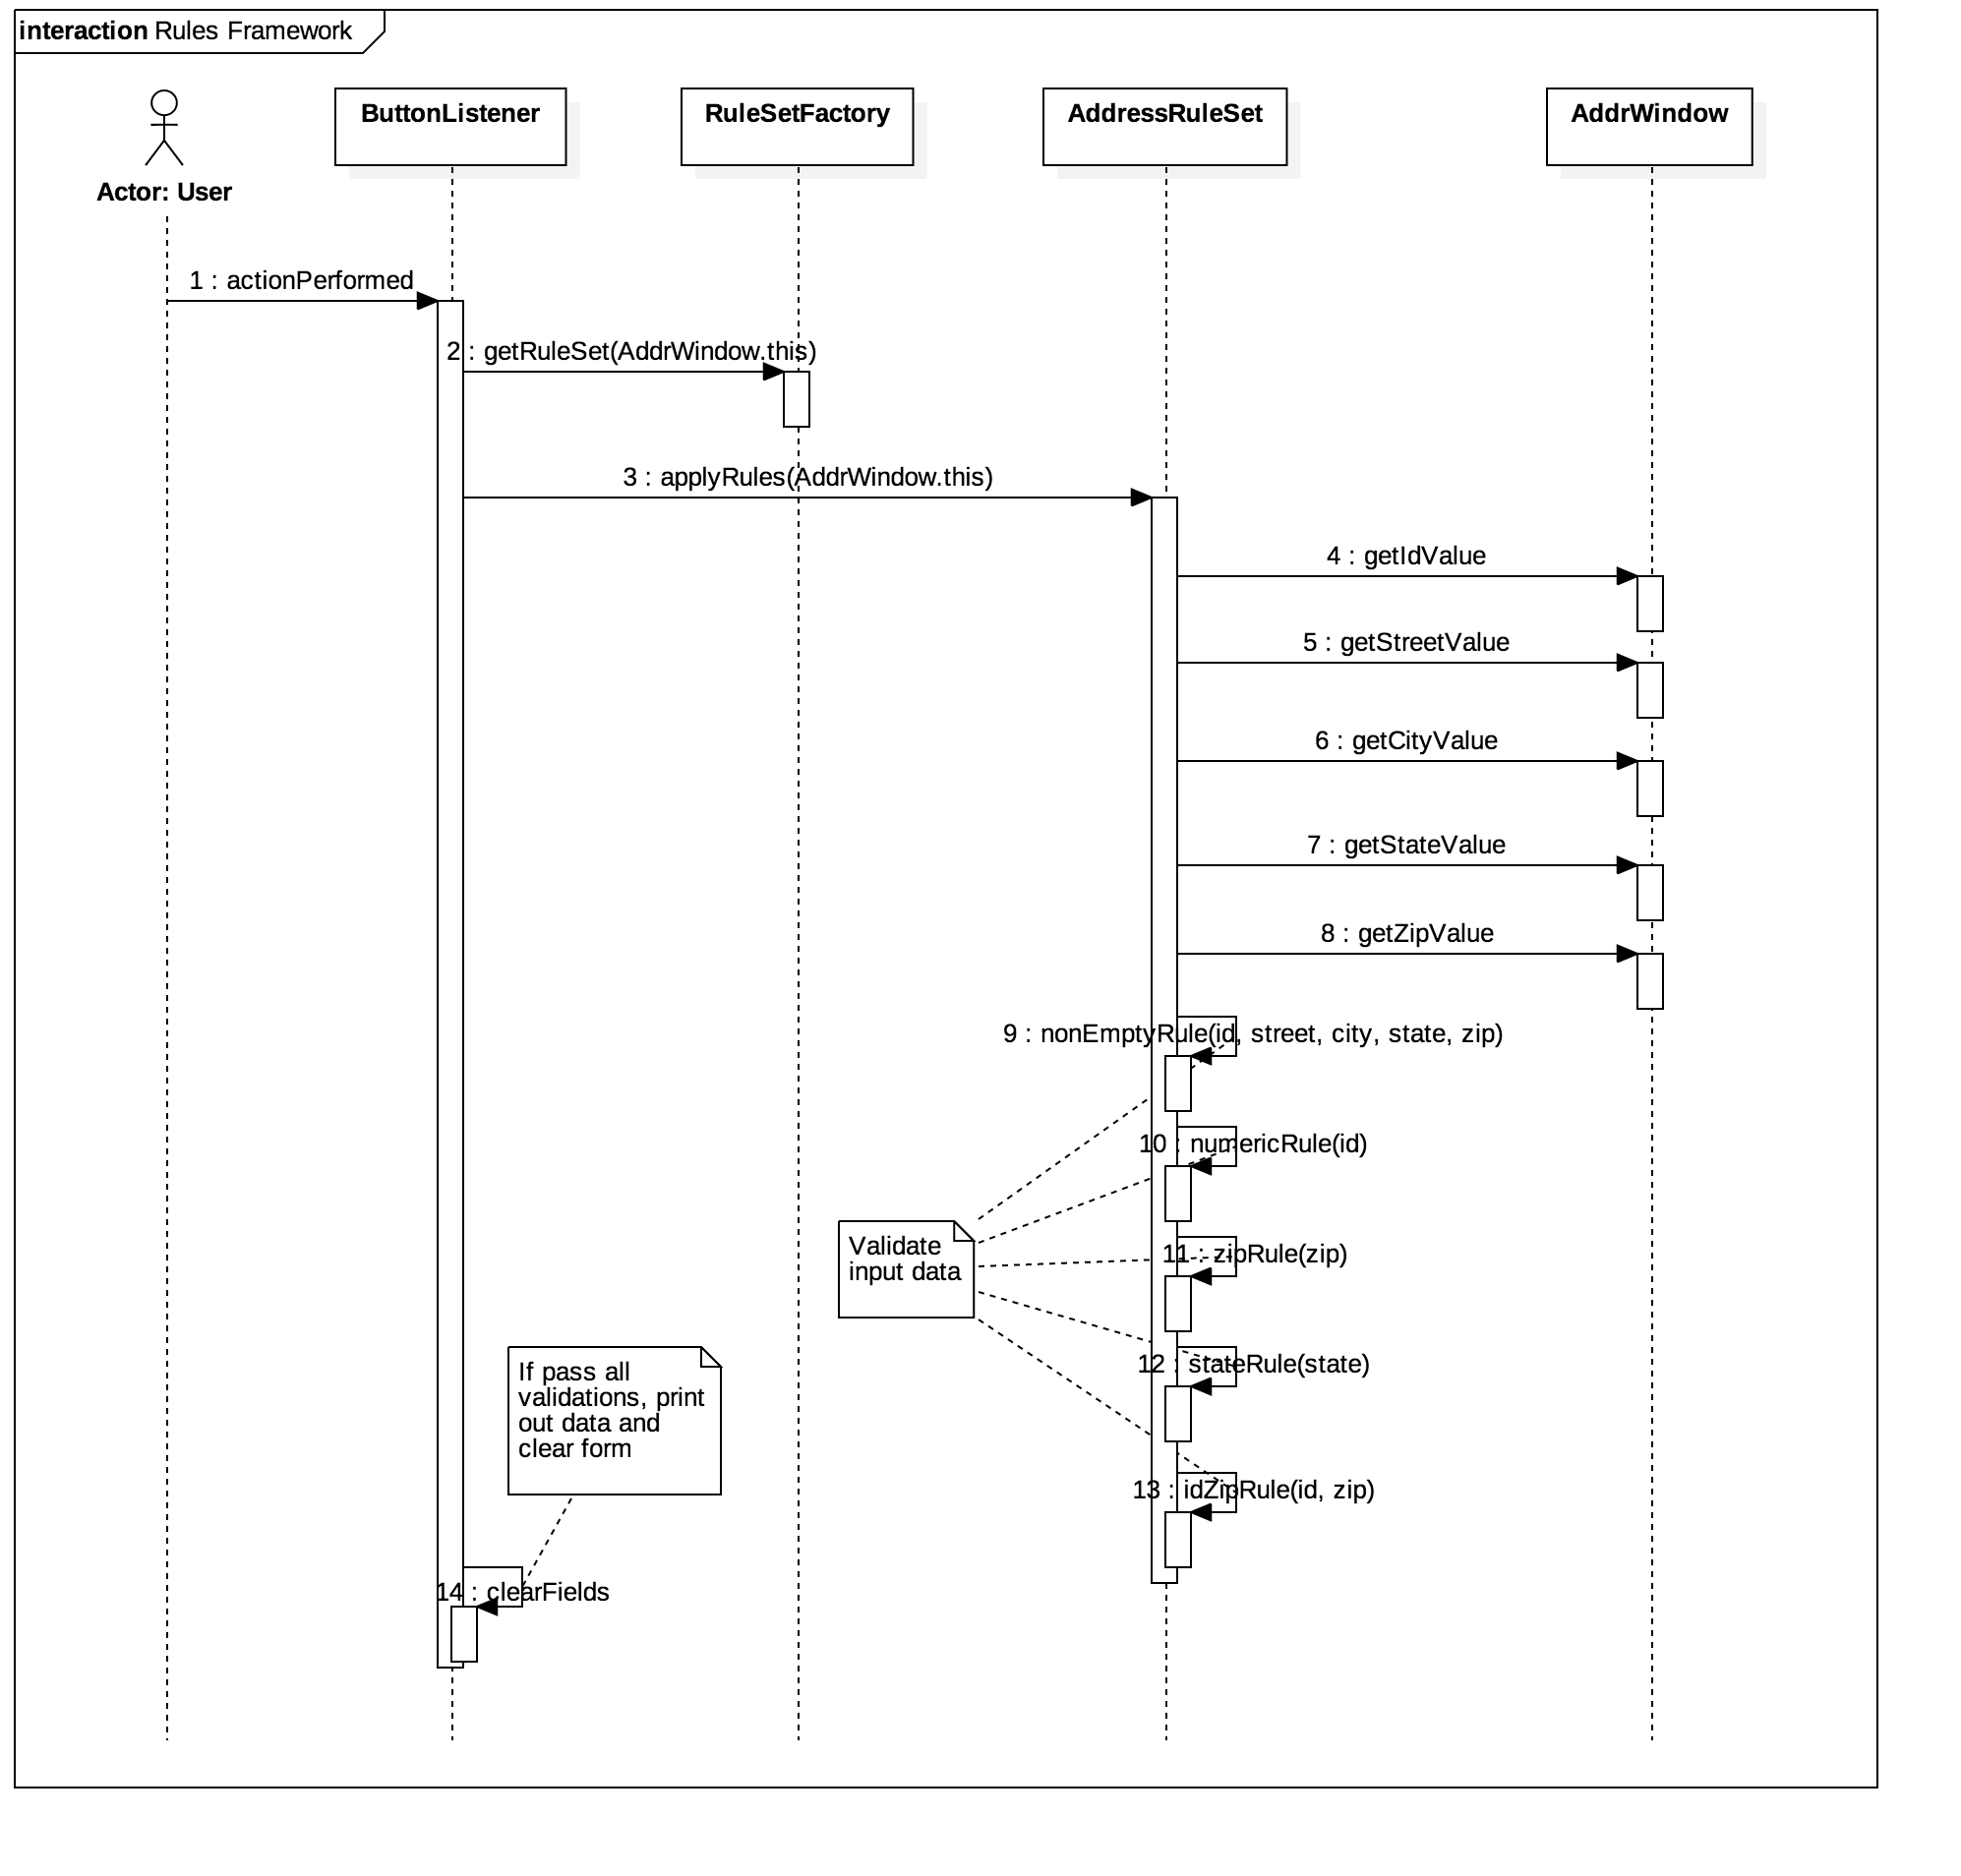 interaction Rules Framework
Actor: User
ButtonListener
RuleSetFactory
AddressRuleSet
AddrWindow
1 : actionPerformed
2 : getRuleSet(AddrWindow.this)
3 : applyRules(AddrWindow.this)
4 : getIdValue
5 : getStreetValue
6 : getCityValue
7 : getStateValue
8 : getZipValue
9 : nonEmptyRule(id, street, city, state, zip)
10 : numericRule(id)
Validate
input data
11 : zipRule(zip)
12 : stateRule(state)
If pass all
validations, print
out data and
clear form
13 : idZipRule(id, zip)
14 : clearFields